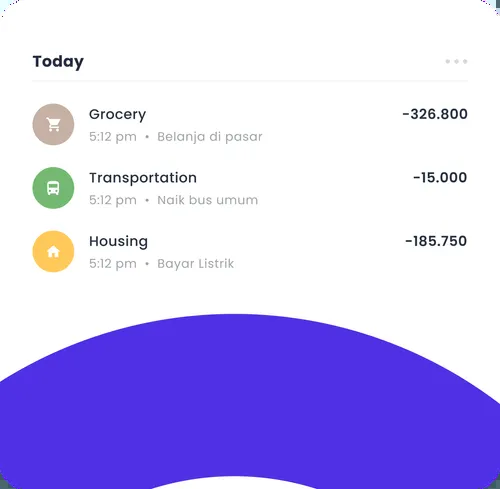 Today
Grocery -326.800
5:12 pm • Belanja di pasar
Transportation -15.000
5:12 pm • Naik bus umum
Housing -185.750
5:12 pm • Bayar Listrik